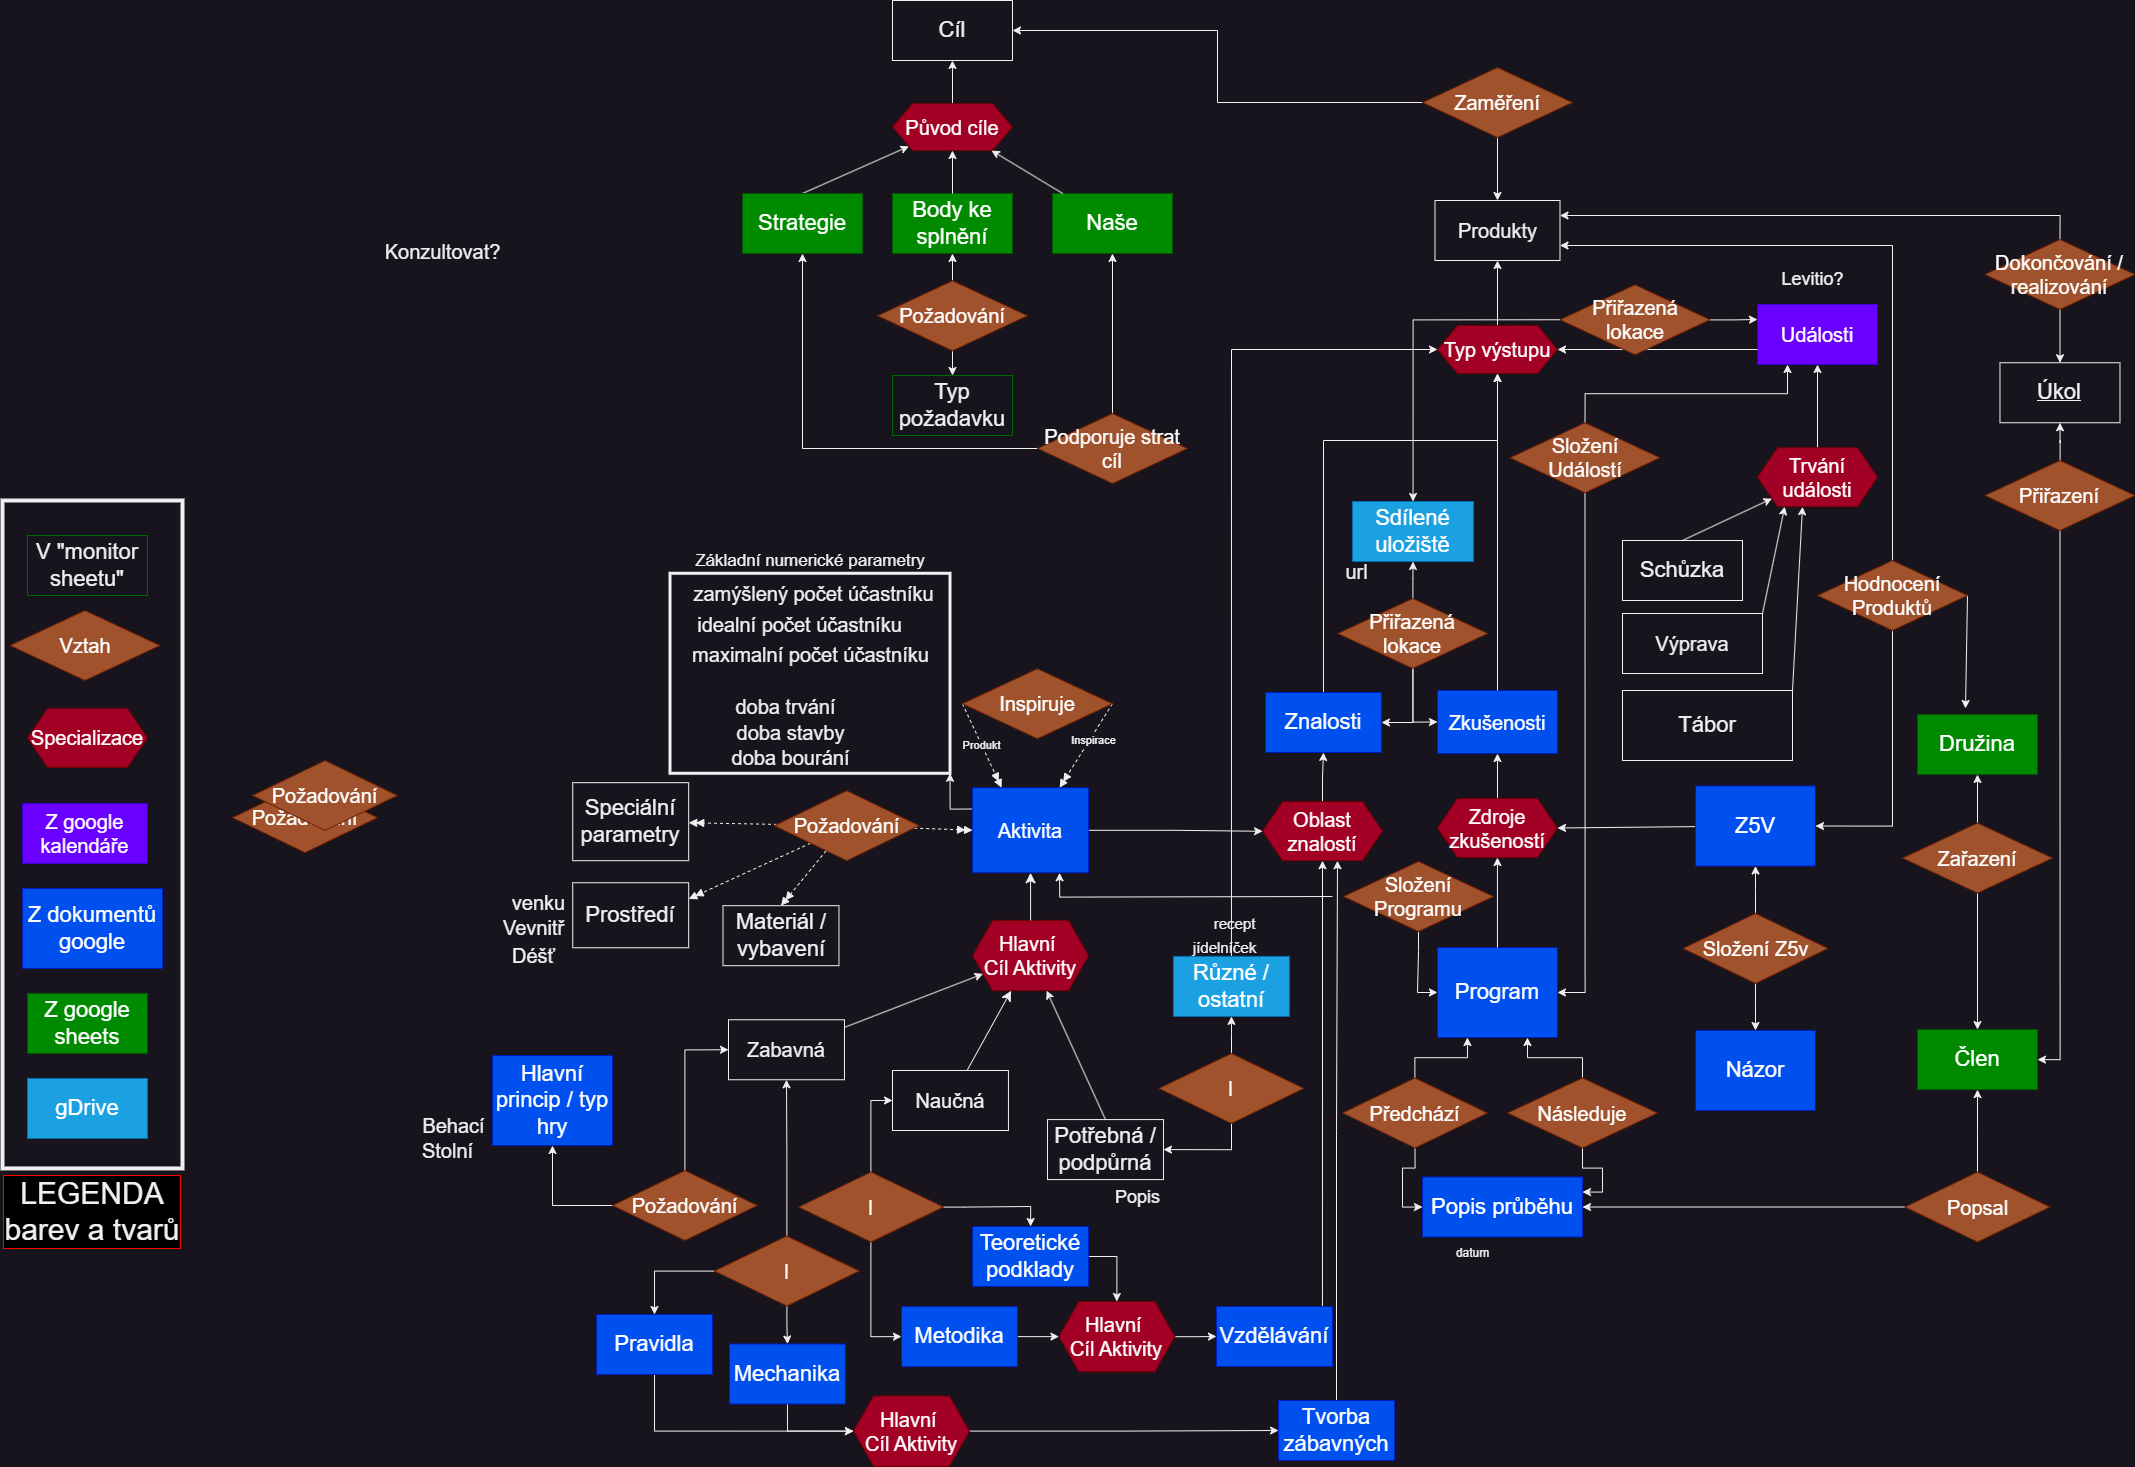 Cíl
Zaměření
Původ cíle
Strategie
Body ke
splnění
Naše
Produkty
Konzultovat?
Dokončování /
realizování
Levitio?
Požadování
Přiřazená
lokace
Události
Typ výstupu
Typ
požadavku
Úkol
Podporuje strat
cíl
Složení
Událostí
Trvání
události
Přiřazení
Sdílené
uložiště
url
Schůzka
Hodnocení
Produktů
Výprava
Tábor
V "monitor
sheetu"
Vztah
Specializace
Z google
kalendáře
Z dokumentů
google
Z google
sheets
gDrive
LEGENDA
barev a tvarů
Základní numerické parametry
zamýšlený počet účastníku
idealní počet účastníku
maximalní počet účastníku
doba trvání
doba stavby
doba bourání
Inspiruje
Produkt
Inspirace
Přiřazená
lokace
Znalosti
Zkušenosti
Družina
Požadování
Požadování
Speciální
parametry
Požadování
Aktivita
Oblast
znalostí
Zdroje
zkušeností
Z5V
Zařazení
Složení
Programu
venku
Vevnitř
Déšť
Prostředí
Materiál /
vybavení
Hlavní
Cíl Aktivity
recept
jídelníček
Různé /
ostatní
Program
Složení Z5v
Zabavná
Hlavní
princip / typ
hry
Behací
Stolní
Naučná
I
Potřebná /
podpůrná
Popis
Předchází
Následuje
Názor
Člen
Požadování
I
Popis průběhu
datum
Popsal
Teoretické
podklady
I
Pravidla
Mechanika
Metodika
Hlavní
Cíl Aktivity
Vzdělávání
Hlavní
Cíl Aktivity
Tvorba
zábavných